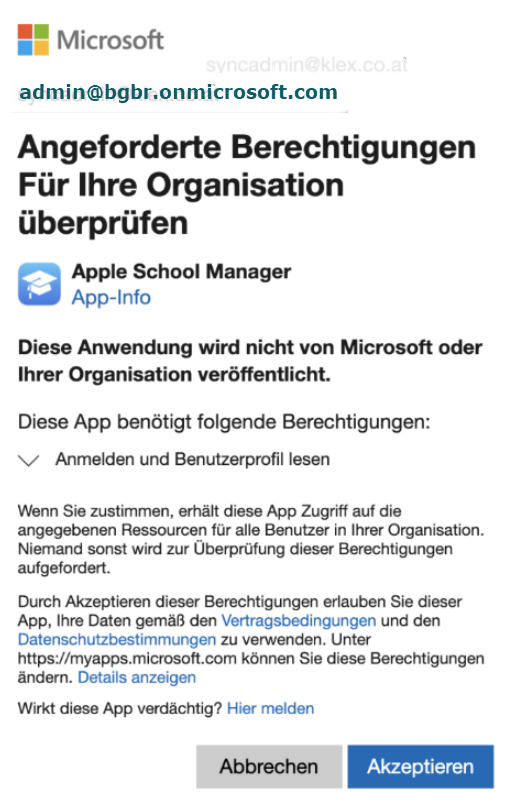 Microsoft
syncadmin@klex.co.at
admin@bgbr.onmicrosoft.com
Angeforderte Berechtigungen
Für Ihre Organisation
überprüfen
Apple School Manager
App-Info
Diese Anwendung wird nicht von Microsoft oder
Ihrer Organisation veröffentlicht.
Diese App benötigt folgende Berechtigungen:
Anmelden und Benutzerprofil lesen
Wenn Sie zustimmen, erhält diese App Zugriff auf die
angegebenen Ressourcen für alle Benutzer in Ihrer Organisation.
Niemand sonst wird zur Überprüfung dieser Berechtigungen
aufgefordert.
Durch Akzeptieren dieser Berechtigungen erlauben Sie dieser
App, Ihre Daten gemäß den Vertragsbedingungen und den
Datenschutzbestimmungen zu verwenden. Unter
https://myapps.microsoft.com können Sie diese Berechtigungen
ändern. Details anzeigen
Wirkt diese App verdächtig? Hier melden
Abbrechen
Akzeptieren